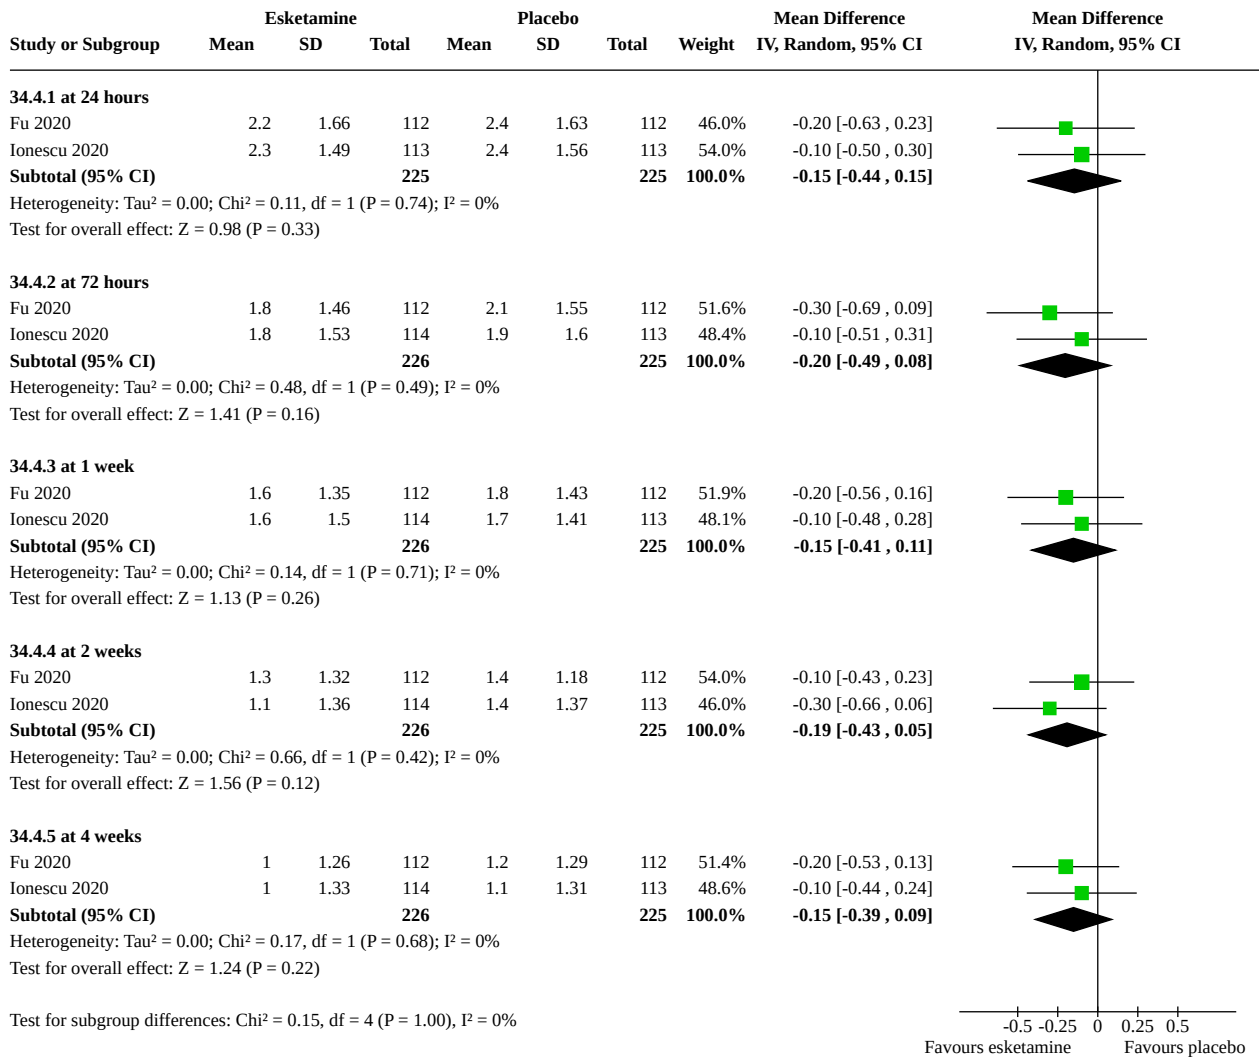 Esketamine Placebo Mean Difference Mean Difference
Study or Subgroup Mean SD Total Mean SD Total Weight IV, Random, 95% CI IV, Random, 95% CI
34.4.1 at 24 hours
Fu 2020 2.2 1.66 112 2.4 1.63 112 46.0% -0.20 [-0.63 , 0.23]
Ionescu 2020 2.3 1.49 113 2.4 1.56 113 54.0% -0.10 [-0.50 , 0.30]
Subtotal (95% CI) 225 225 100.0% -0.15 [-0.44 , 0.15]
Heterogeneity: Tau² = 0.00; Chi² = 0.11, df = 1 (P = 0.74); I² = 0%
Test for overall effect: Z = 0.98 (P = 0.33)
34.4.2 at 72 hours
Fu 2020 1.8 1.46 112 2.1 1.55 112 51.6% -0.30 [-0.69 , 0.09]
Ionescu 2020 1.8 1.53 114 1.9 1.6 113 48.4% -0.10 [-0.51 , 0.31]
Subtotal (95% CI) 226 225 100.0% -0.20 [-0.49 , 0.08]
Heterogeneity: Tau² = 0.00; Chi² = 0.48, df = 1 (P = 0.49); I² = 0%
Test for overall effect: Z = 1.41 (P = 0.16)
34.4.3 at 1 week
Fu 2020 1.6 1.35 112 1.8 1.43 112 51.9% -0.20 [-0.56 , 0.16]
Ionescu 2020 1.6 1.5 114 1.7 1.41 113 48.1% -0.10 [-0.48 , 0.28]
Subtotal (95% CI) 226 225 100.0% -0.15 [-0.41 , 0.11]
Heterogeneity: Tau² = 0.00; Chi² = 0.14, df = 1 (P = 0.71); I² = 0%
Test for overall effect: Z = 1.13 (P = 0.26)
34.4.4 at 2 weeks
Fu 2020 1.3 1.32 112 1.4 1.18 112 54.0% -0.10 [-0.43 , 0.23]
Ionescu 2020 1.1 1.36 114 1.4 1.37 113 46.0% -0.30 [-0.66 , 0.06]
Subtotal (95% CI) 226 225 100.0% -0.19 [-0.43 , 0.05]
Heterogeneity: Tau² = 0.00; Chi² = 0.66, df = 1 (P = 0.42); I² = 0%
Test for overall effect: Z = 1.56 (P = 0.12)
34.4.5 at 4 weeks
Fu 2020 1 1.26 112 1.2 1.29 112 51.4% -0.20 [-0.53 , 0.13]
Ionescu 2020 1 1.33 114 1.1 1.31 113 48.6% -0.10 [-0.44 , 0.24]
Subtotal (95% CI) 226 225 100.0% -0.15 [-0.39 , 0.09]
Heterogeneity: Tau² = 0.00; Chi² = 0.17, df = 1 (P = 0.68); I² = 0%
Test for overall effect: Z = 1.24 (P = 0.22)
Test for subgroup differences: Chi² = 0.15, df = 4 (P = 1.00), I² = 0%
-0.5 -0.25 0 0.25 0.5
Favours esketamine Favours placebo